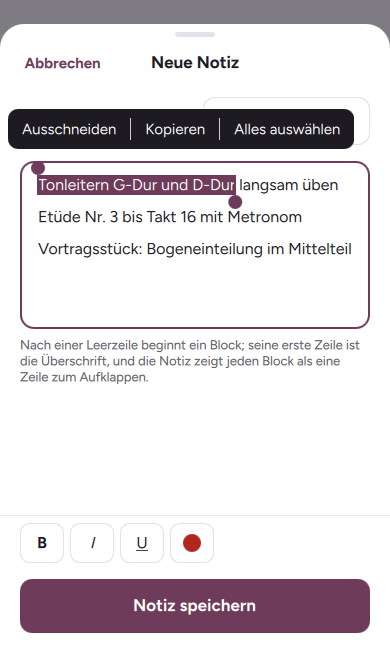 Abbrechen
Neue Notiz
Ausschneiden
Kopieren
Alles auswählen
Tonleitern G-Dur und D-Dur langsam üben
Etüde Nr. 3 bis Takt 16 mit Metronom
Vortragsstück: Bogeneinteilung im Mittelteil
Nach einer Leerzeile beginnt ein Block; seine erste Zeile ist
die Überschrift, und die Notiz zeigt jeden Block als eine
Zeile zum Aufklappen.
B
I
U
Notiz speichern